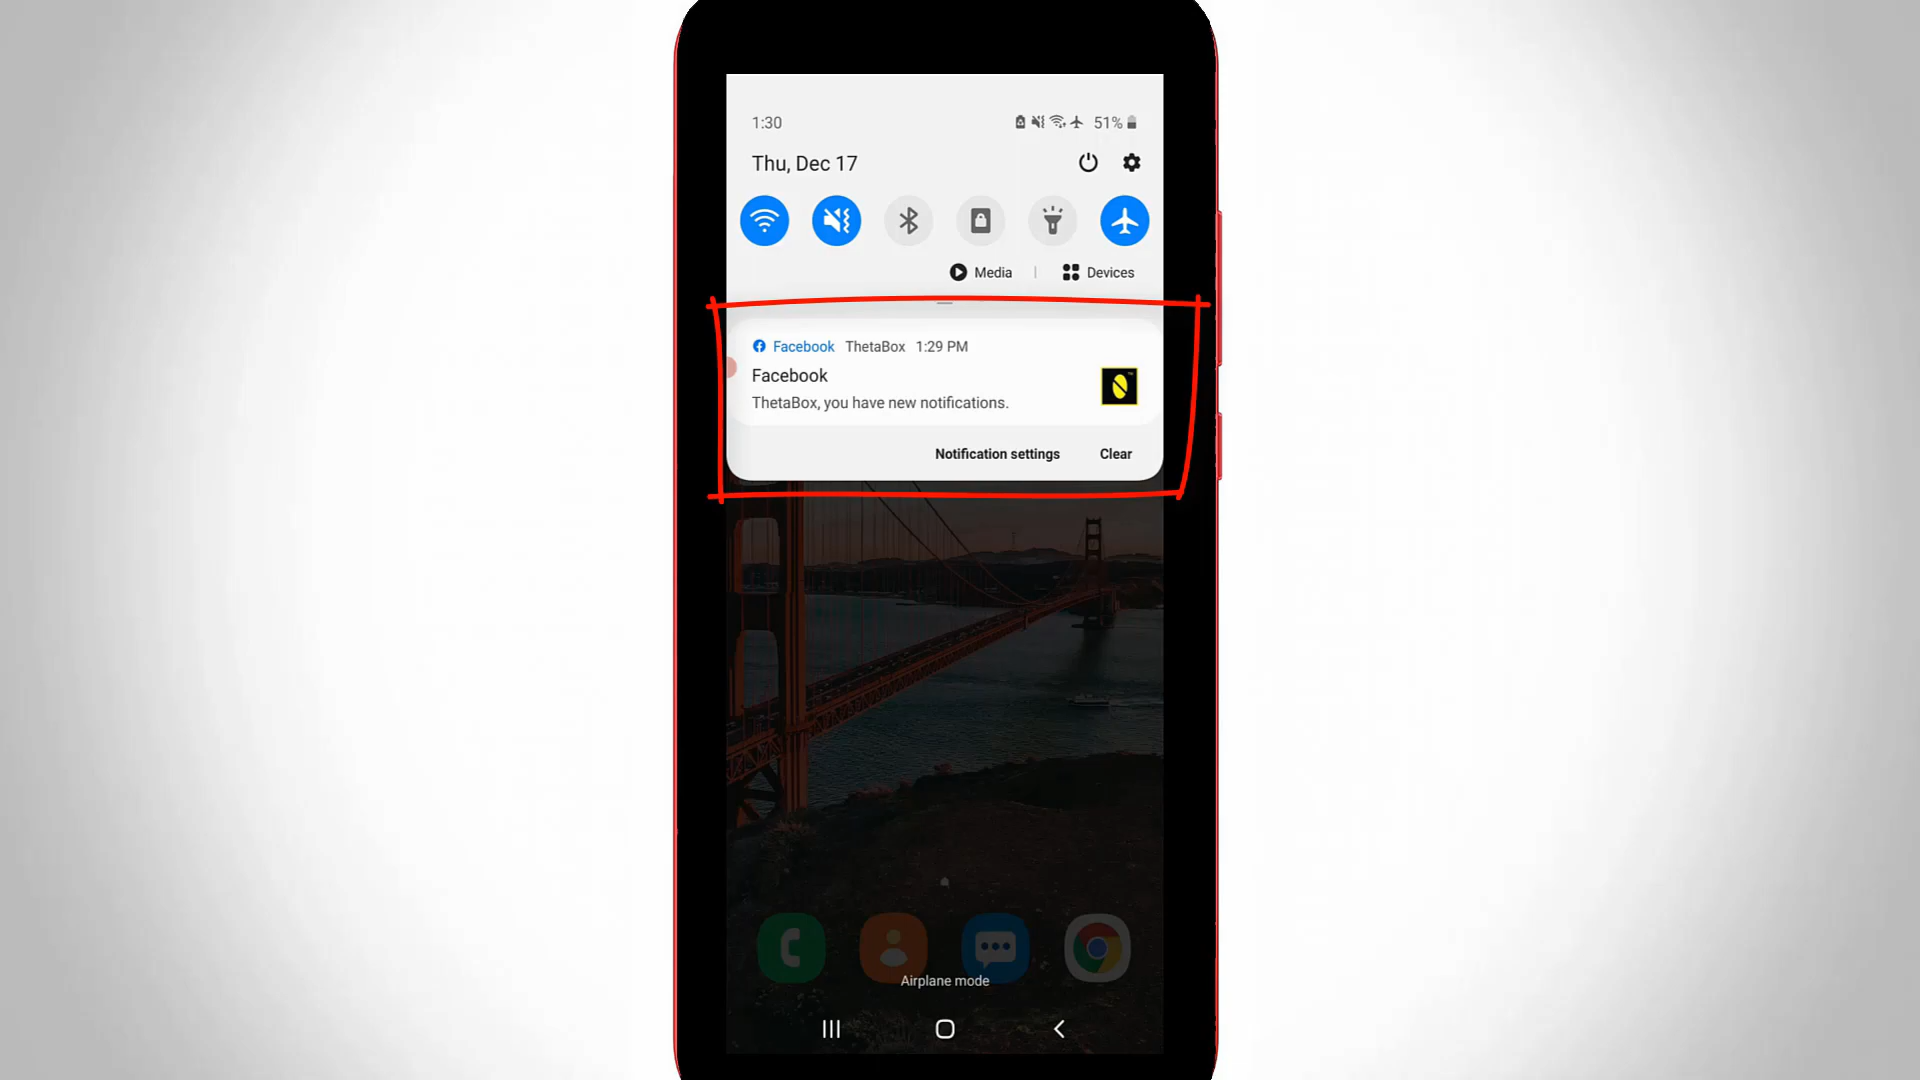 1:30 51%
Thu, Dec 17
Media | Devices
Facebook ThetaBox 1:29 PM
Facebook
ThetaBox, you have new notifications.
Notification settings Clear
Airplane mode